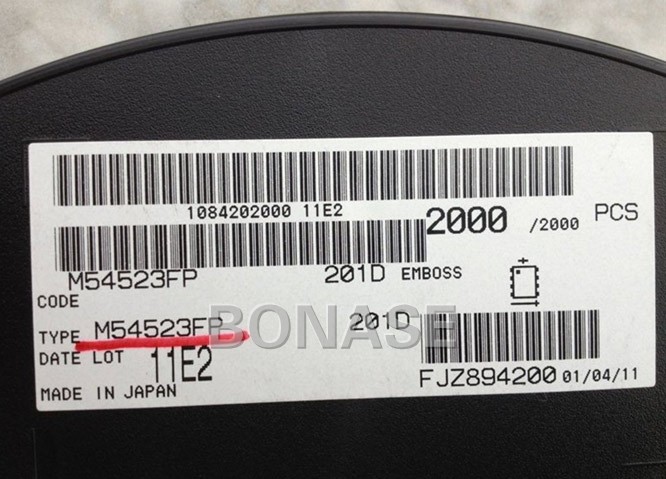 1084202000 11E2
2000 /2000 PCS
M54523FP 201D EMBOSS
CODE
TYPE M54523FP 201D
BONASE
DATE LOT 11E2
MADE IN JAPAN
FJZ894200 01/04/11